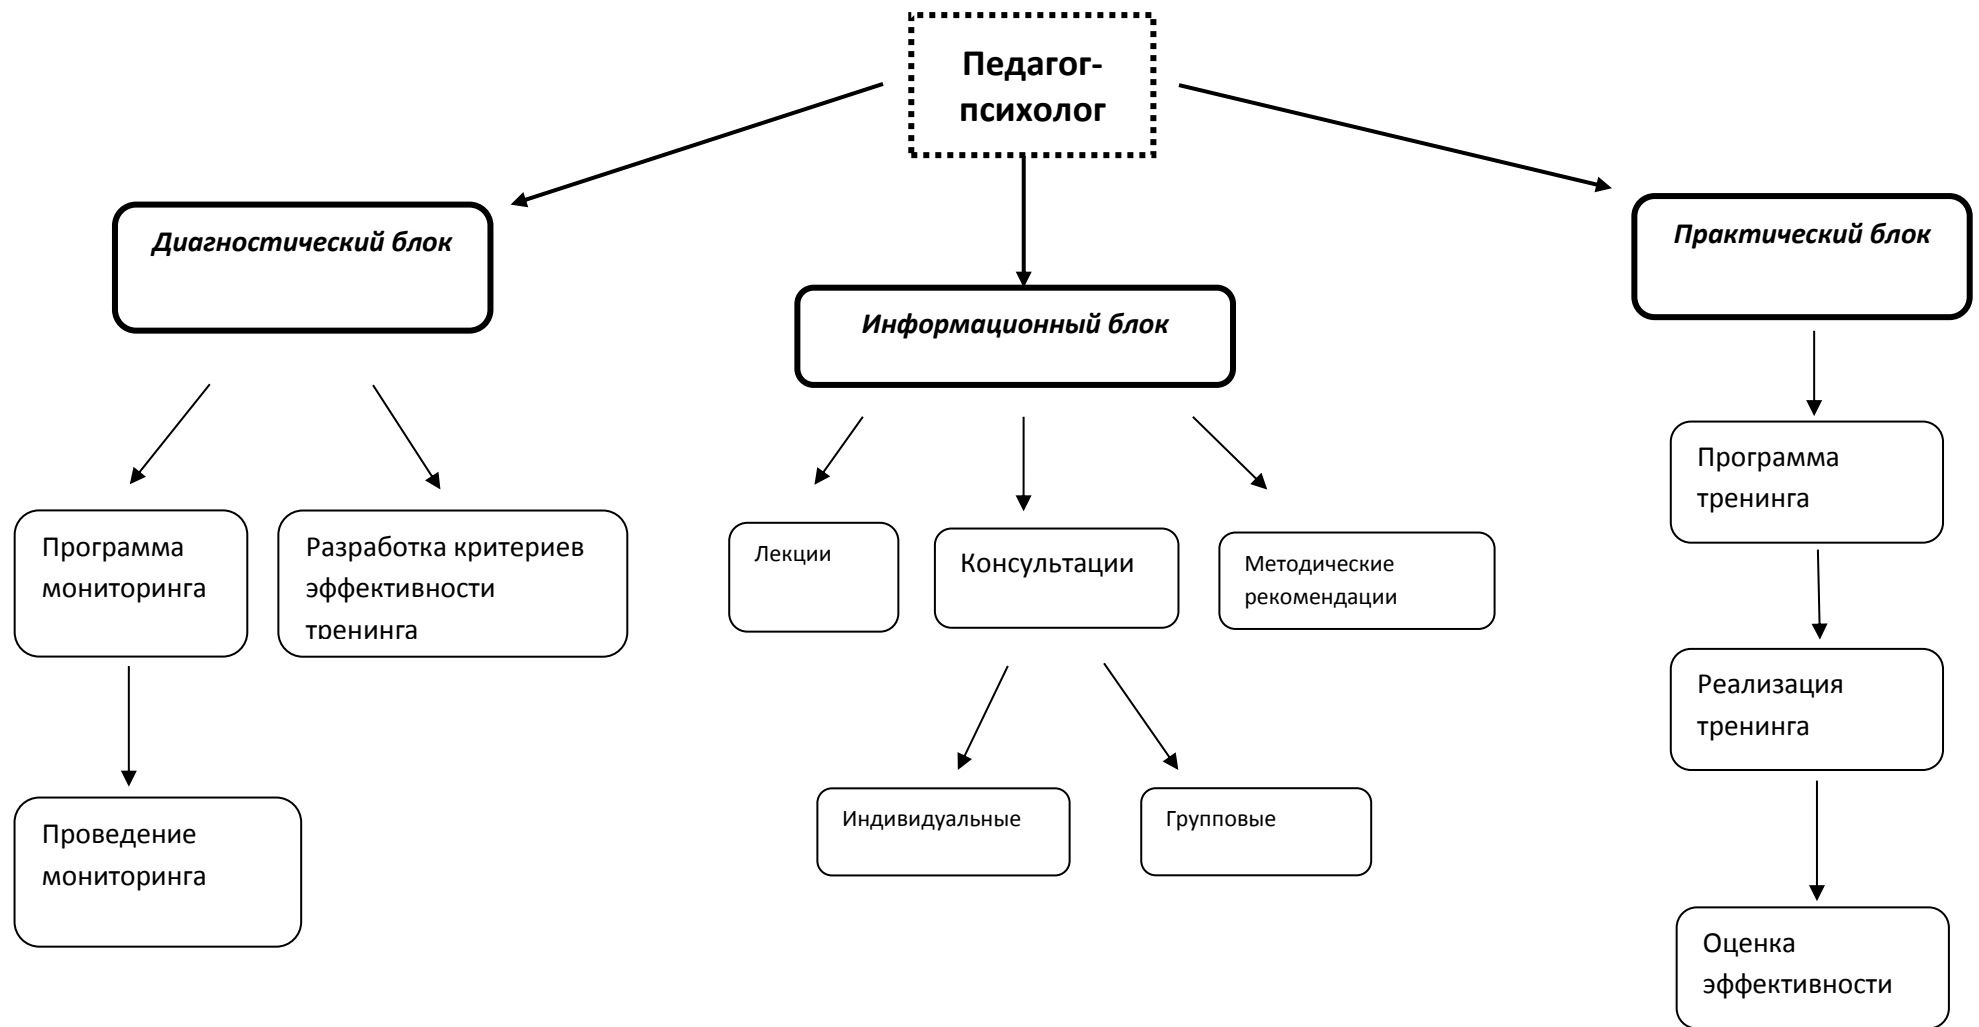 Педагог-
психолог
Диагностический блок
Информационный блок
Практический блок
Программа
мониторинга
Разработка критериев
эффективности
тренинга
Проведение
мониторинга
Лекции
Консультации
Методические
рекомендации
Индивидуальные
Групповые
Программа
тренинга
Реализация
тренинга
Оценка
эффективности